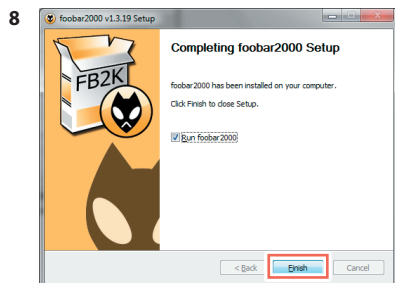 8
foobar2000 v1.3.19 Setup
Completing foobar2000 Setup
FB2K
foobar2000 has been installed on your computer.
Click Finish to close Setup.
Run foobar2000
< Back
Finish
Cancel